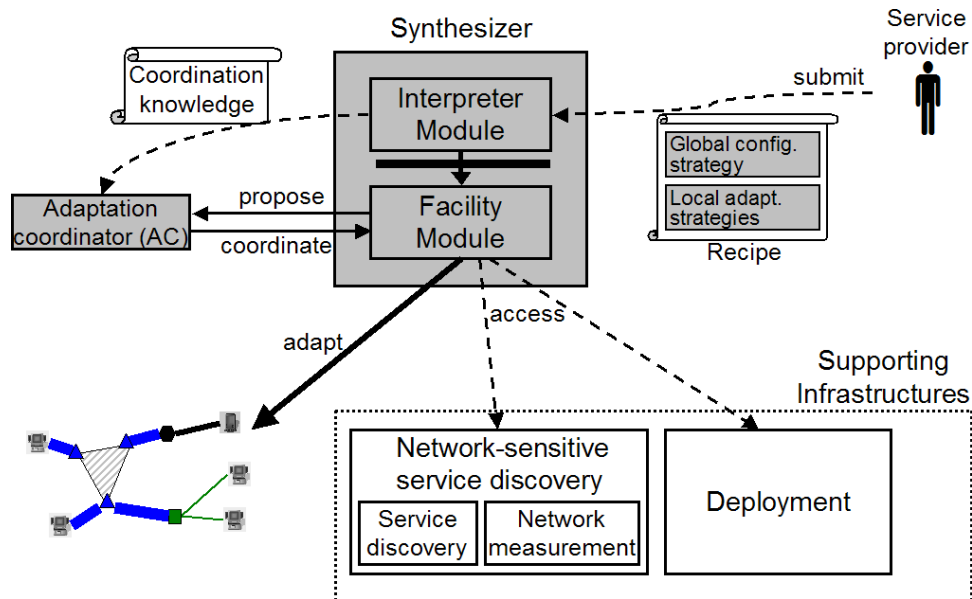 Synthesizer
Service
provider
Coordination
knowledge
submit
Interpreter
Module
Global config.
strategy
Local adapt.
strategies
Recipe
propose
Adaptation
coordinator (AC)
coordinate
Facility
Module
adapt
access
Supporting
Infrastructures
Network-sensitive
service discovery
Service
discovery
Network
measurement
Deployment